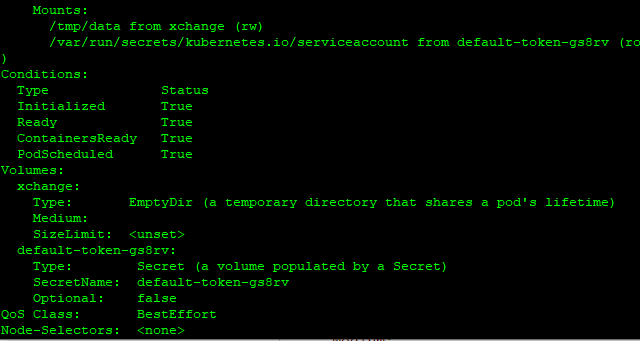 Mounts:
      /tmp/data from xchange (rw)
      /var/run/secrets/kubernetes.io/serviceaccount from default-token-gs8rv (ro
)
Conditions:
  Type              Status
  Initialized       True
  Ready             True
  ContainersReady   True
  PodScheduled      True
Volumes:
  xchange:
    Type:       EmptyDir (a temporary directory that shares a pod's lifetime)
    Medium:
    SizeLimit:  <unset>
  default-token-gs8rv:
    Type:        Secret (a volume populated by a Secret)
    SecretName:  default-token-gs8rv
    Optional:    false
QoS Class:       BestEffort
Node-Selectors:  <none>